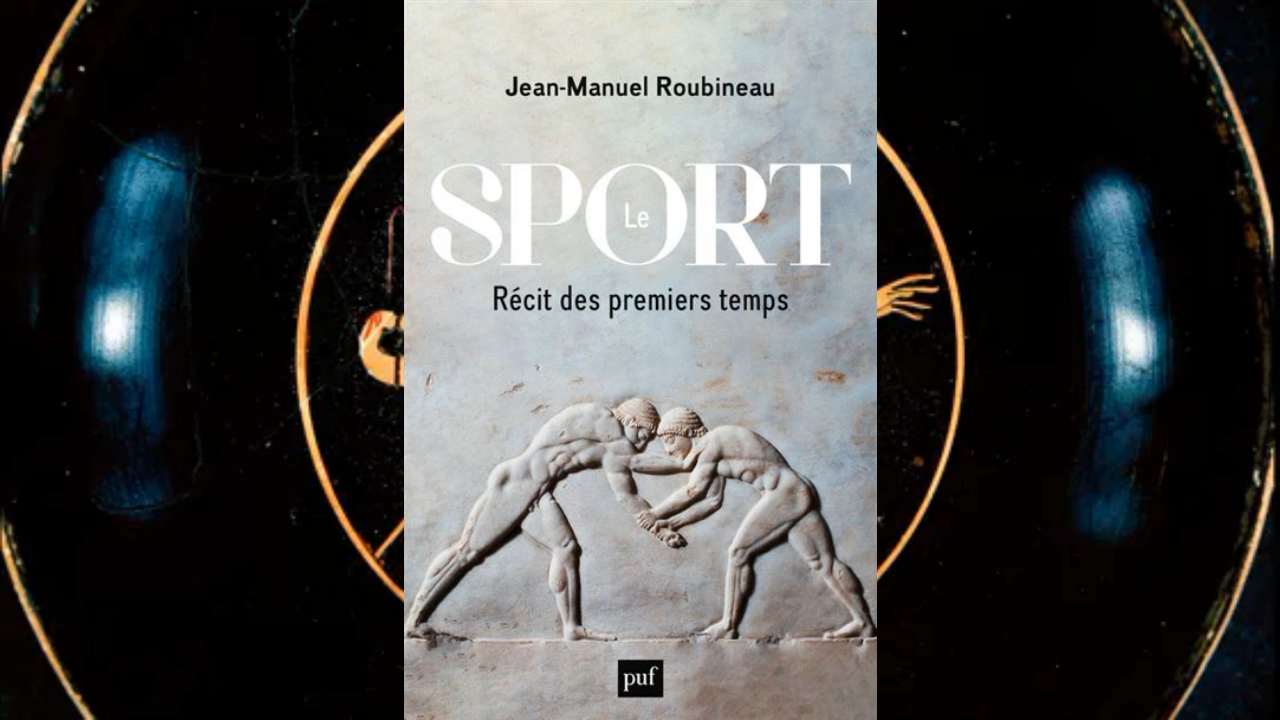 Jean-Manuel Roubineau
Le
SPORT
Récit des premiers temps
puf